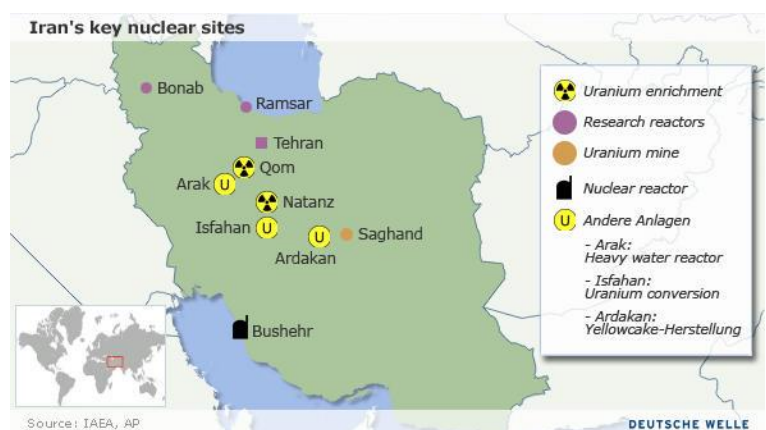 Iran's key nuclear sites
Bonab
Ramsar
Tehran
Qom
Arak
U
Natanz
Isfahan
U
U
Saghand
Ardakan
Bushehr
Uranium enrichment
Research reactors
Uranium mine
Nuclear reactor
U
Andere Anlagen
- Arak:
Heavy water reactor
- Isfahan:
Uranium conversion
- Ardakan:
Yellowcake-Herstellung
Source: IAEA, AP
DEUTSCHE WELLE